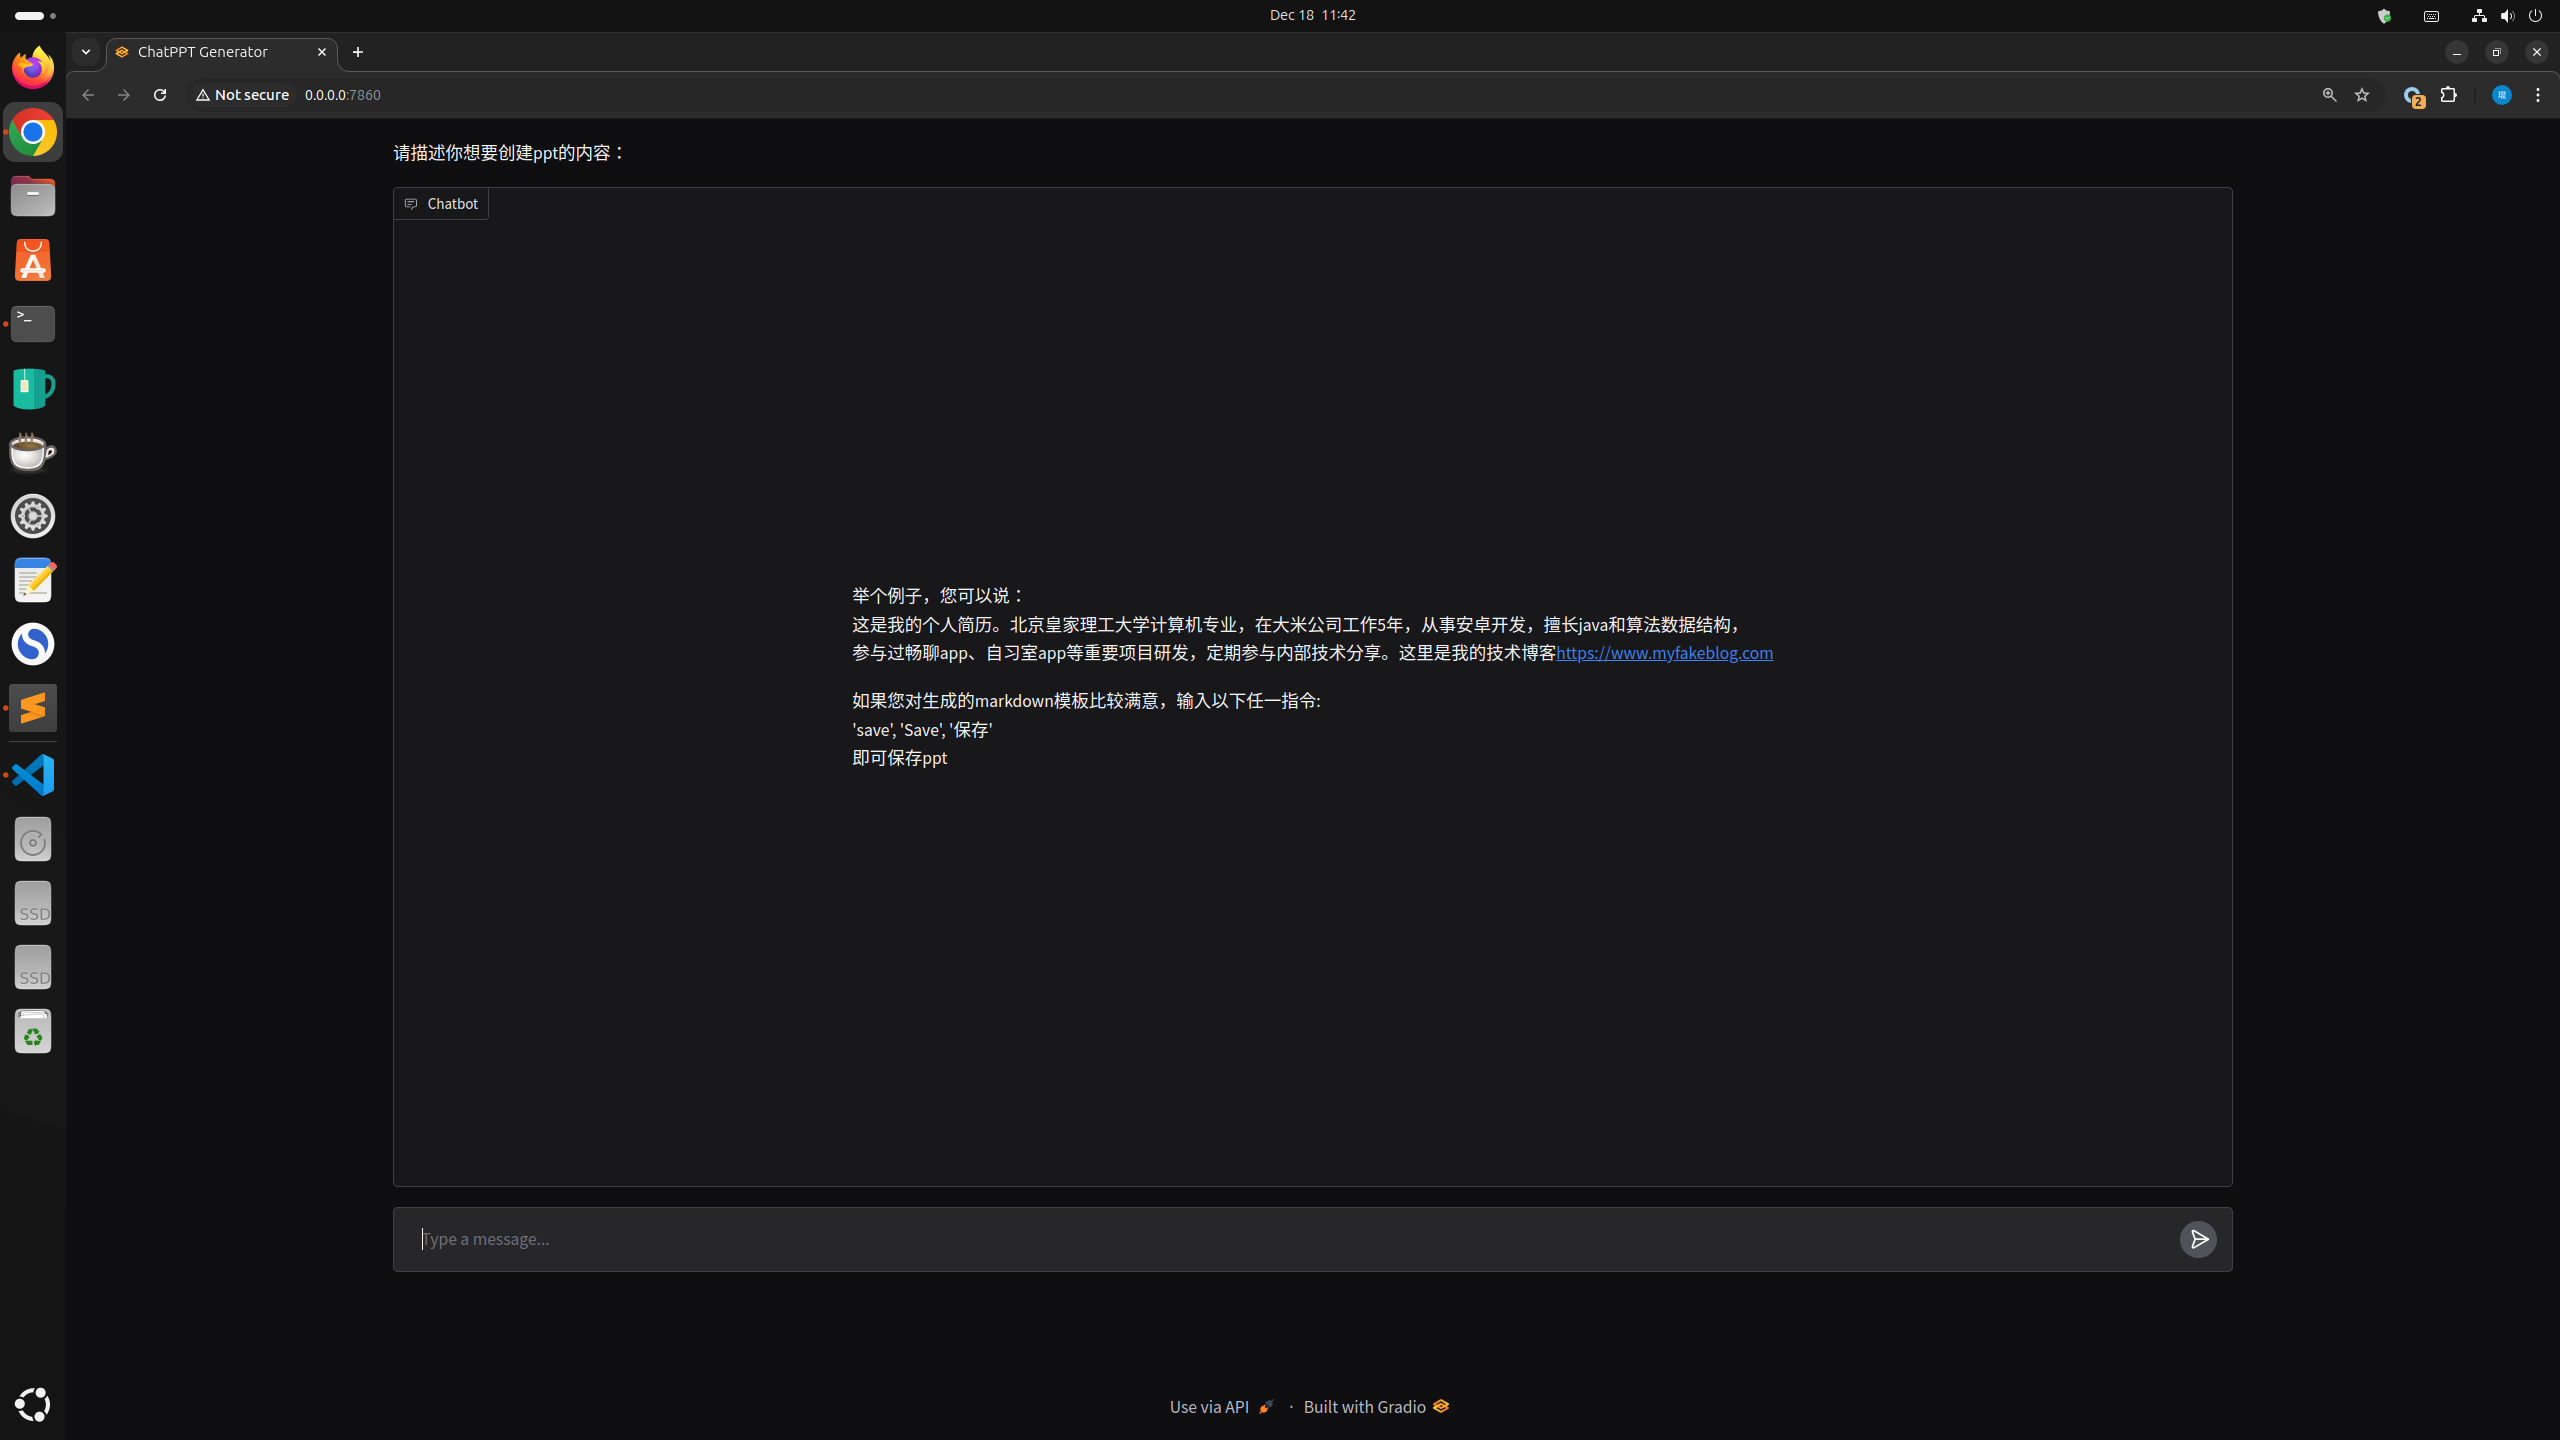 Dec 18 11:42
ChatPPT Generator
Not secure 0.0.0.0:7860
2
琨
请描述你想要创建ppt的内容：
Chatbot
举个例子，您可以说：
这是我的个人简历。北京皇家理工大学计算机专业，在大米公司工作5年，从事安卓开发，擅长java和算法数据结构，
参与过畅聊app、自习室app等重要项目研发，定期参与内部技术分享。这里是我的技术博客https://www.myfakeblog.com
如果您对生成的markdown模板比较满意，输入以下任一指令:
'save', 'Save', '保存'
即可保存ppt
Type a message...
Use via API · Built with Gradio
SSD
SSD